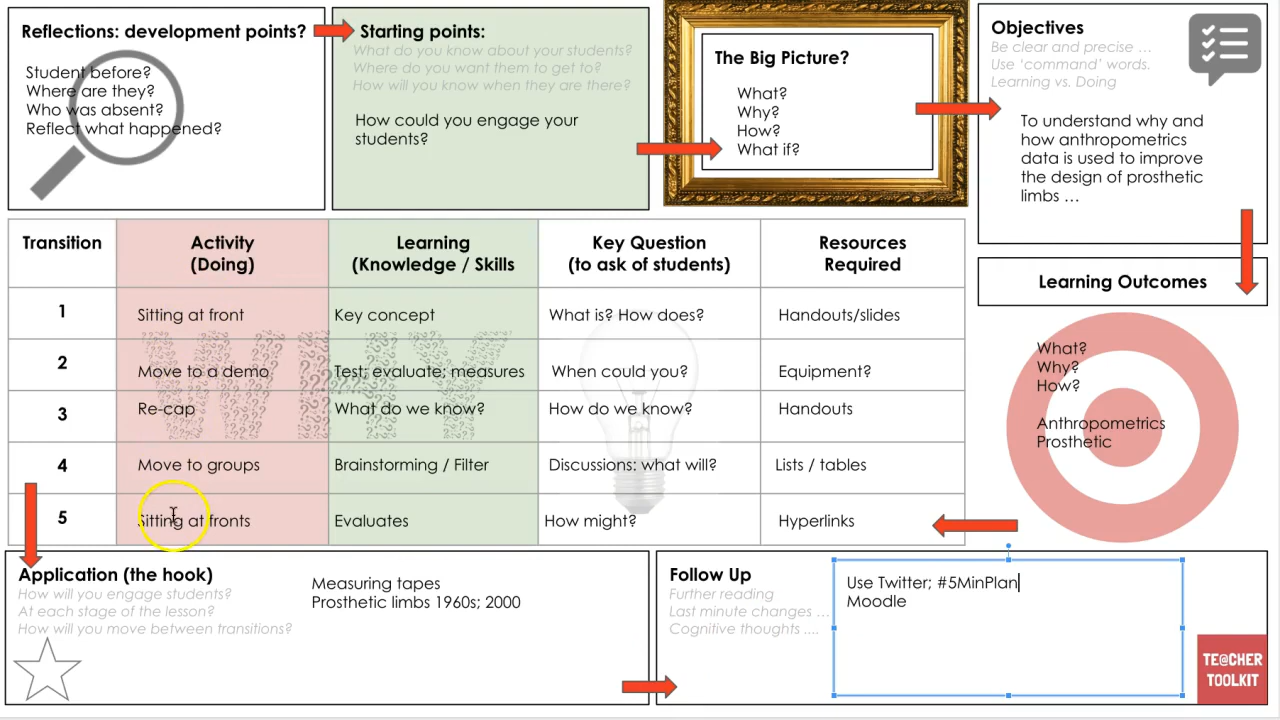 Reflections: development points?
Student before?
Where are they?
Who was absent?
Reflect what happened?
Starting points:
What do you know about your students?
Where do you want them to get to?
How will you know when they are there?
How could you engage your
students?
The Big Picture?
What?
Why?
How?
What if?
Objectives
Be clear and precise ...
Use ‘command’ words.
Learning vs. Doing
To understand why and
how anthropometrics
data is used to improve
the design of prosthetic
limbs ...
Transition
Activity
(Doing)
Learning
(Knowledge / Skills
Key Question
(to ask of students)
Resources
Required
1
Sitting at front
Key concept
What is? How does?
Handouts/slides
2
Move to a demo
Test; evaluate; measures
When could you?
Equipment?
3
Re-cap
What do we know?
How do we know?
Handouts
4
Move to groups
Brainstorming / Filter
Discussions: what will?
Lists / tables
5
Sitting at fronts
Evaluates
How might?
Hyperlinks
WHY
Learning Outcomes
What?
Why?
How?
Anthropometrics
Prosthetic
Application (the hook)
How will you engage students?
At each stage of the lesson?
How will you move between transitions?
Measuring tapes
Prosthetic limbs 1960s; 2000
Follow Up
Further reading
Last minute changes ...
Cognitive thoughts ....
Use Twitter; #5MinPlan
Moodle
TE@CHER
TOOLKIT